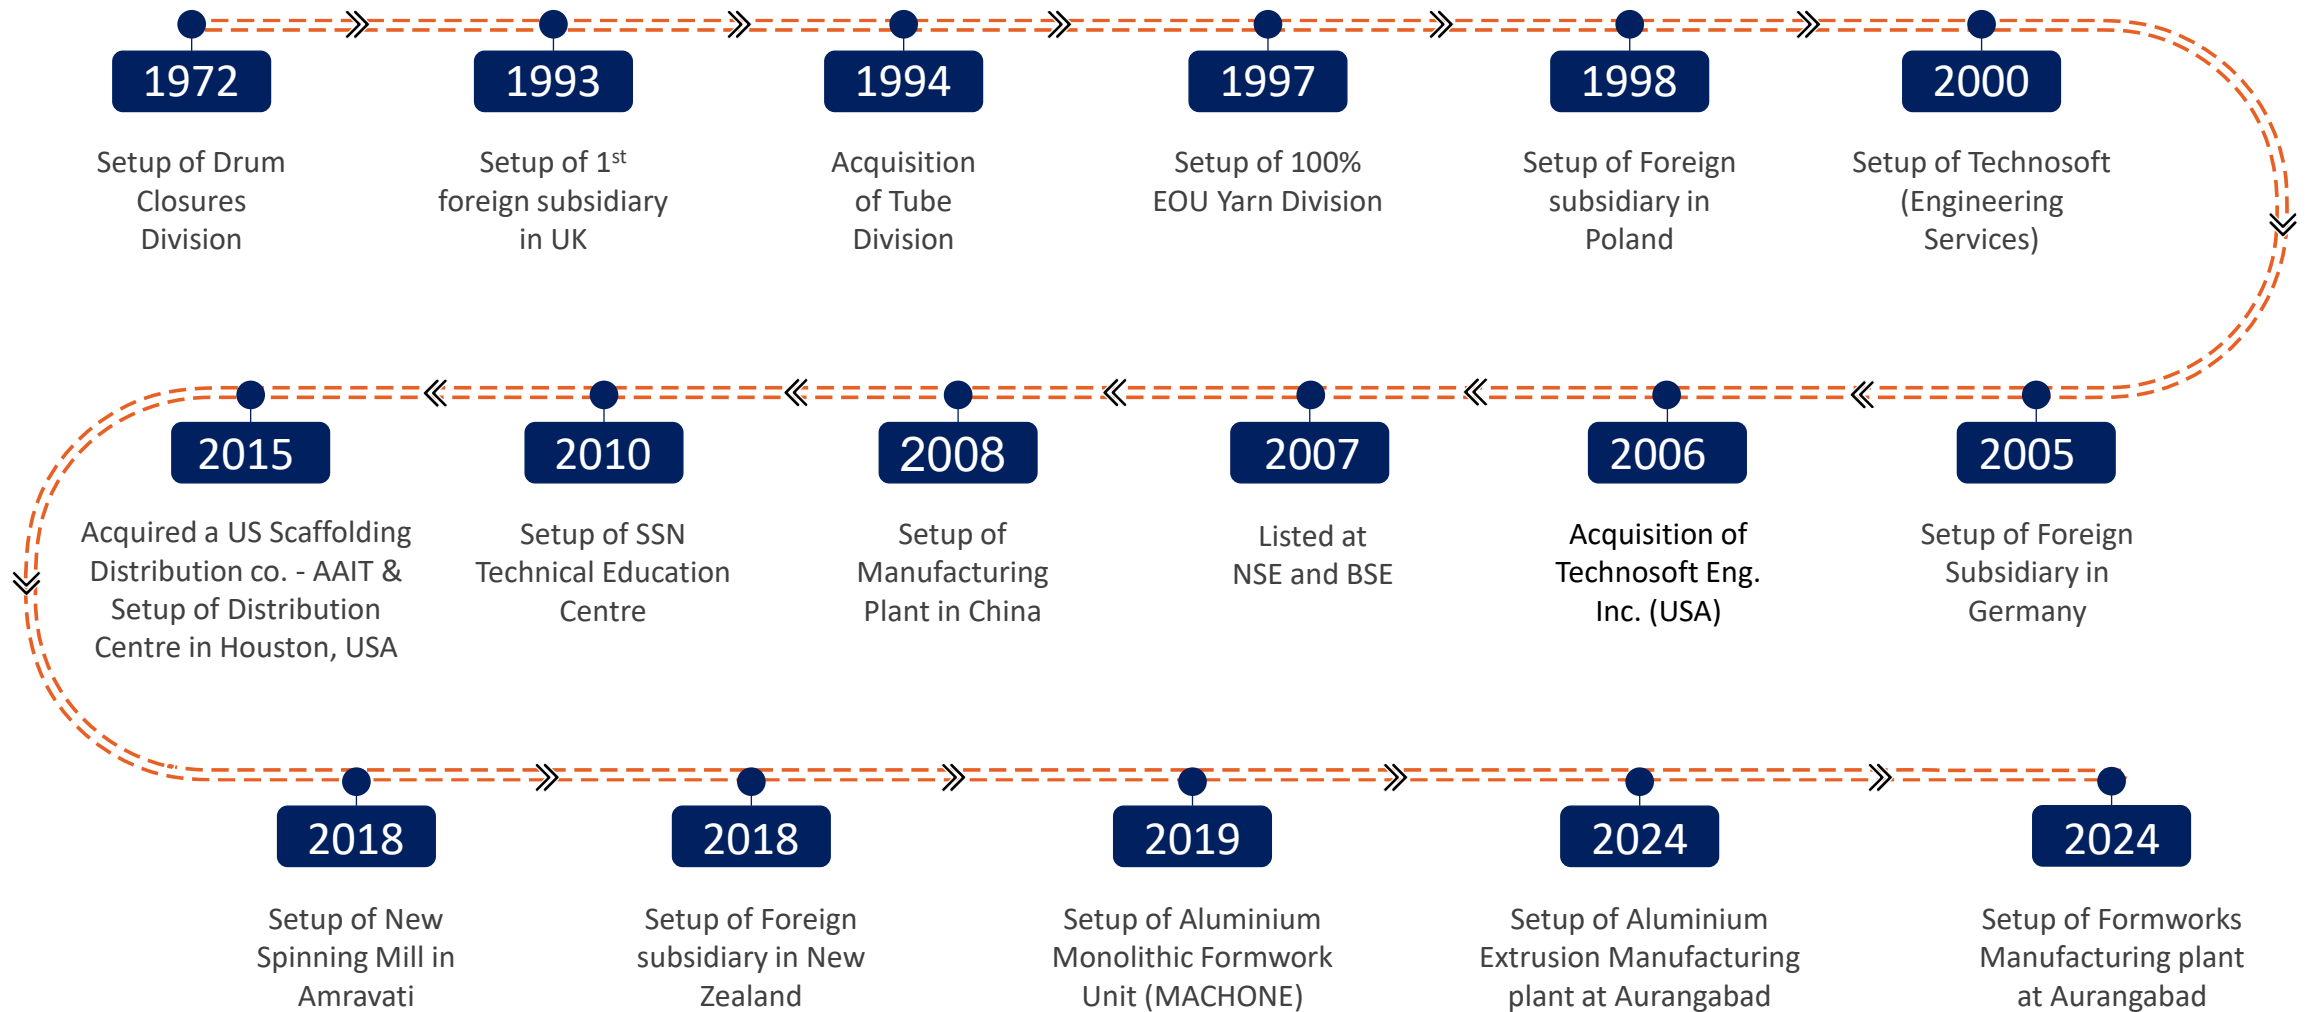 1972
Setup of Drum
Closures
Division
1993
Setup of 1st
foreign subsidiary
in UK
1994
Acquisition
of Tube
Division
1997
Setup of 100%
EOU Yarn Division
1998
Setup of Foreign
subsidiary in
Poland
2000
Setup of Technosoft
(Engineering
Services)
2015
Acquired a US Scaffolding
Distribution co. - AAIT &
Setup of Distribution
Centre in Houston, USA
2010
Setup of SSN
Technical Education
Centre
2008
Setup of
Manufacturing
Plant in China
2007
Listed at
NSE and BSE
2006
Acquisition of
Technosoft Eng.
Inc. (USA)
2005
Setup of Foreign
Subsidiary in
Germany
2018
Setup of New
Spinning Mill in
Amravati
2018
Setup of Foreign
subsidiary in New
Zealand
2019
Setup of Aluminium
Monolithic Formwork
Unit (MACHONE)
2024
Setup of Aluminium
Extrusion Manufacturing
plant at Aurangabad
2024
Setup of Formworks
Manufacturing plant
at Aurangabad